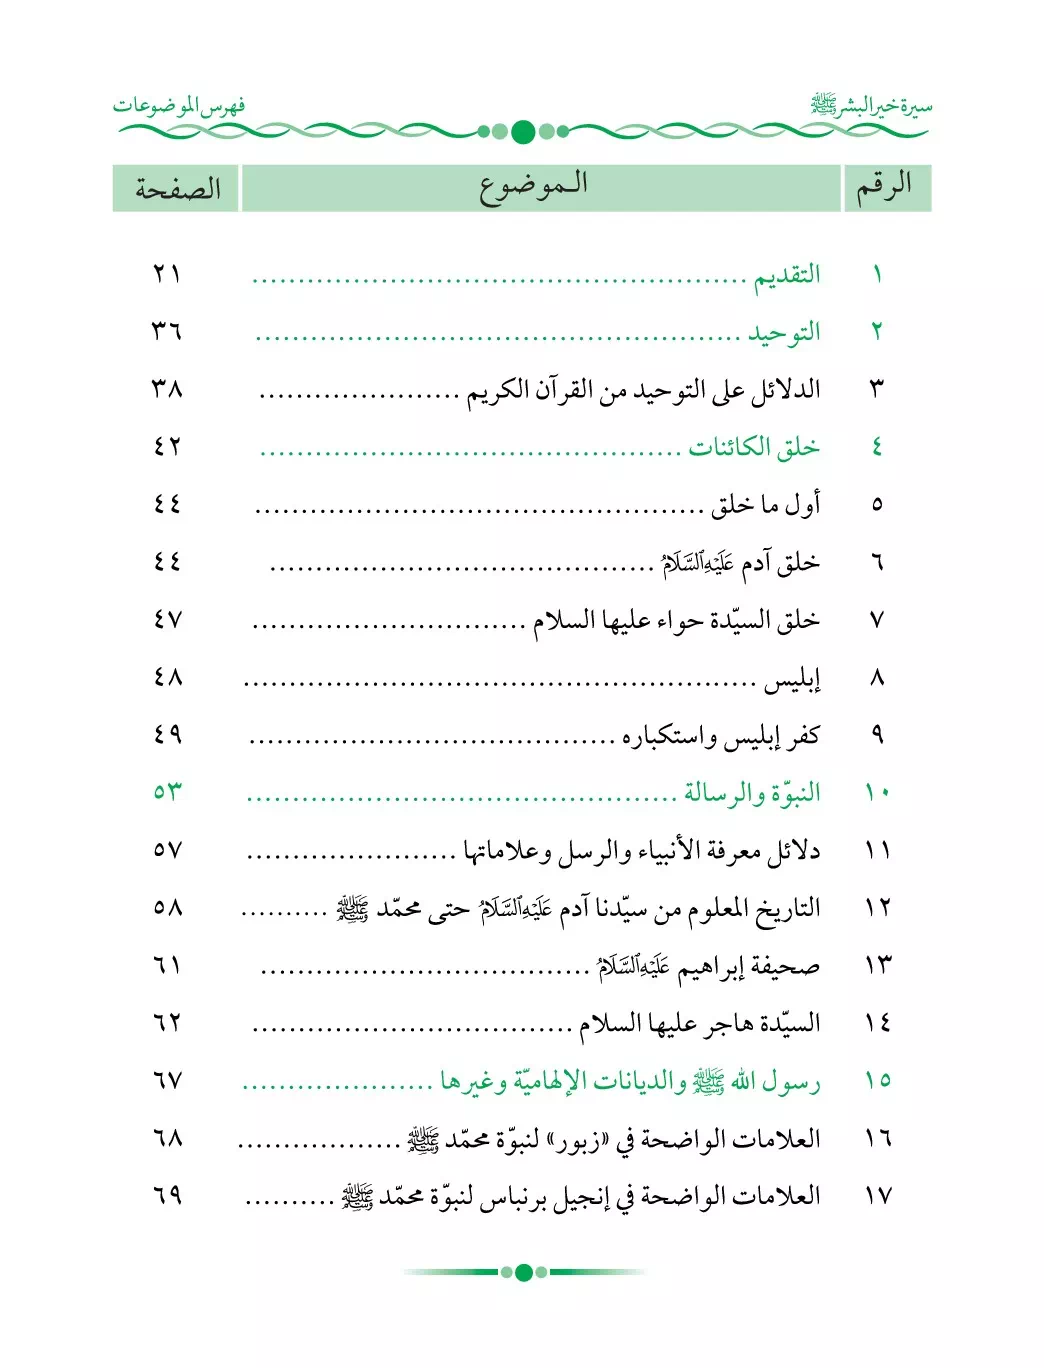 سيرة خير البشر ﷺ فهرس الموضوعات
الرقم الـموضوع الصفحة
١ التقديم ...................................................... ٢١
٢ التوحيد ..................................................... ٣٦
٣ الدلائل على التوحيد من القرآن الكريم ...................... ٣٨
٤ خلق الكائنات .............................................. ٤٢
٥ أول ما خلق ................................................. ٤٤
٦ خلق آدم عَلَيْهِ ٱلسَّلَامُ .......................................... ٤٤
٧ خلق السيّدة حواء عليها السلام .............................. ٤٧
٨ إبليس ........................................................ ٤٨
٩ كفر إبليس واستكباره ........................................ ٤٩
١٠ النبوّة والرسالة ............................................... ٥٣
١١ دلائل معرفة الأنبياء والرسل وعلاماتها ....................... ٥٧
١٢ التاريخ المعلوم من سيّدنا آدم عَلَيْهِ ٱلسَّلَامُ حتى محمّد ﷺ .......... ٥٨
١٣ صحيفة إبراهيم عَلَيْهِ ٱلسَّلَامُ .................................... ٦١
١٤ السيّدة هاجر عليها السلام ................................... ٦٢
١٥ رسول الله ﷺ والديانات الإلهاميّة وغيرها ..................... ٦٧
١٦ العلامات الواضحة في «زبور» لنبوّة محمّد ﷺ .................. ٦٨
١٧ العلامات الواضحة في إنجيل برنباس لنبوّة محمّد ﷺ .......... ٦٩